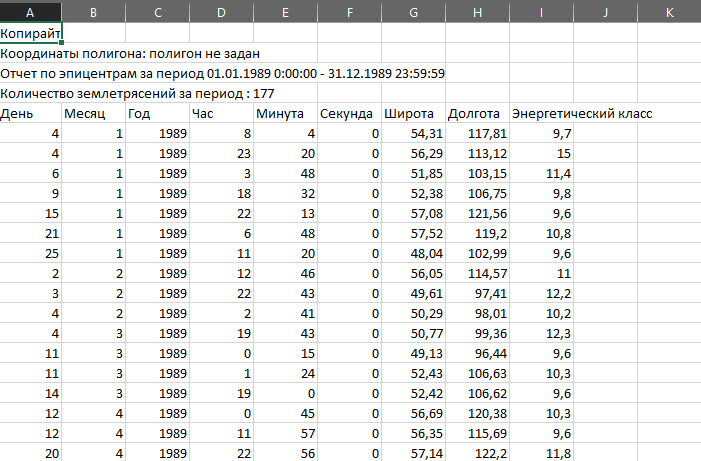 A B C D E F G H I J K
Копирайт
Координаты полигона: полигон не задан
Отчет по эпицентрам за период 01.01.1989 0:00:00 - 31.12.1989 23:59:59
Количество землетрясений за период : 177
День Месяц Год Час Минута Секунда Широта Долгота Энергетический класс
4 1 1989 8 4 0 54,31 117,81 9,7
4 1 1989 23 20 0 56,29 113,12 15
6 1 1989 3 48 0 51,85 103,15 11,4
9 1 1989 18 32 0 52,38 106,75 9,8
15 1 1989 22 13 0 57,08 121,56 9,6
21 1 1989 6 48 0 57,52 119,2 10,8
25 1 1989 11 20 0 48,04 102,99 9,6
2 2 1989 12 46 0 56,05 114,57 11
3 2 1989 22 43 0 49,61 97,41 12,2
4 2 1989 2 41 0 50,29 98,01 10,2
4 3 1989 19 43 0 50,77 99,36 12,3
11 3 1989 0 15 0 49,13 96,44 9,6
11 3 1989 1 24 0 52,43 106,63 10,3
14 3 1989 19 0 0 52,42 106,62 9,6
12 4 1989 0 45 0 56,69 120,38 10,3
12 4 1989 11 57 0 56,35 115,69 9,6
20 4 1989 22 56 0 57,14 122,2 11,8